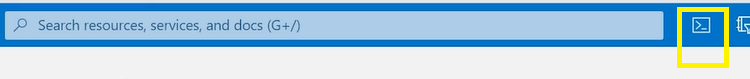 Search resources, services, and docs (G+/)